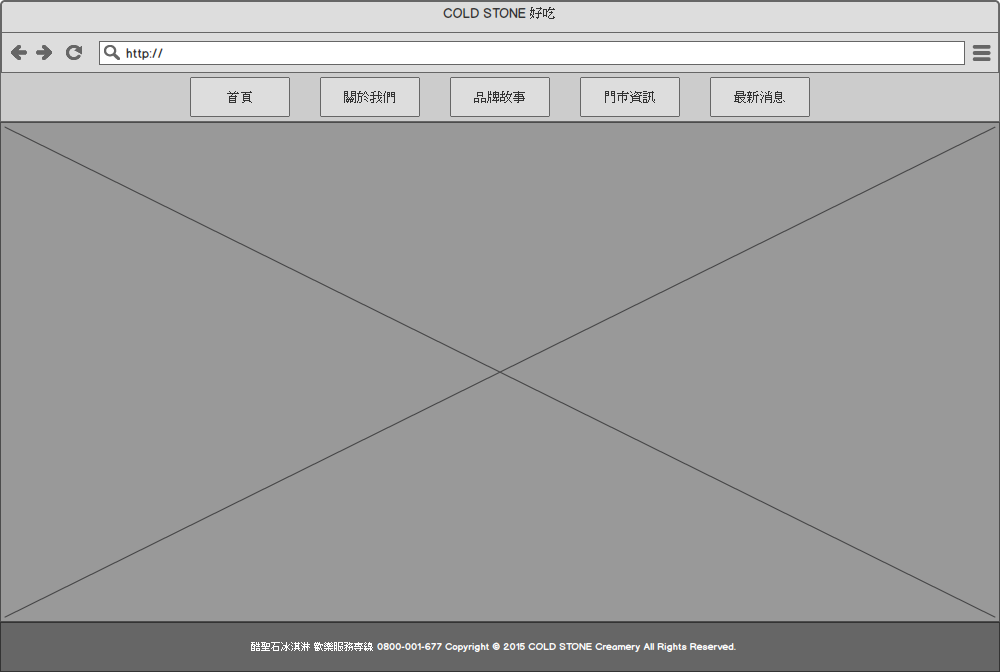 COLD STONE 好吃
http://
首頁 關於我們 品牌故事 門市資訊 最新消息
酷聖石冰淇淋 歡樂服務專線 0800-001-677 Copyright © 2015 COLD STONE Creamery All Rights Reserved.